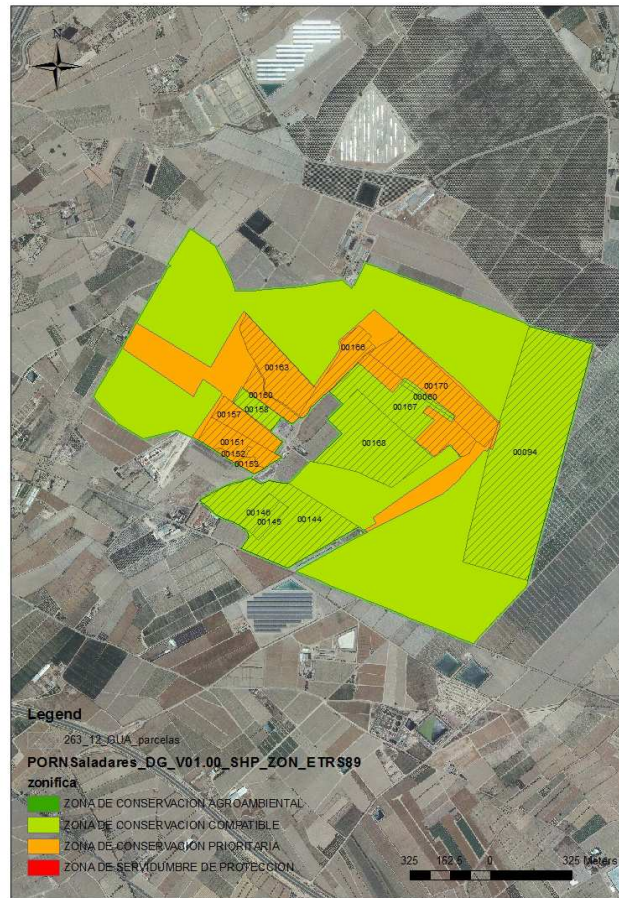 N
00163
00166
00170
00060
00167
00160
00158
00157
00151
00152
00153
00168
00094
00146
00145
00144
Legend
263_12_GUA_parcelas
PORNSaladares_DG_V01.00_SHP_ZON_ETRS89
zonifica
ZONA DE CONSERVACION AGROAMBIENTAL
ZONA DE CONSERVACION COMPATIBLE
ZONA DE CONSERVACION PRIORITARIA
ZONA DE SERVIDUMBRE DE PROTECCION
325 162.5 0 325 Meters